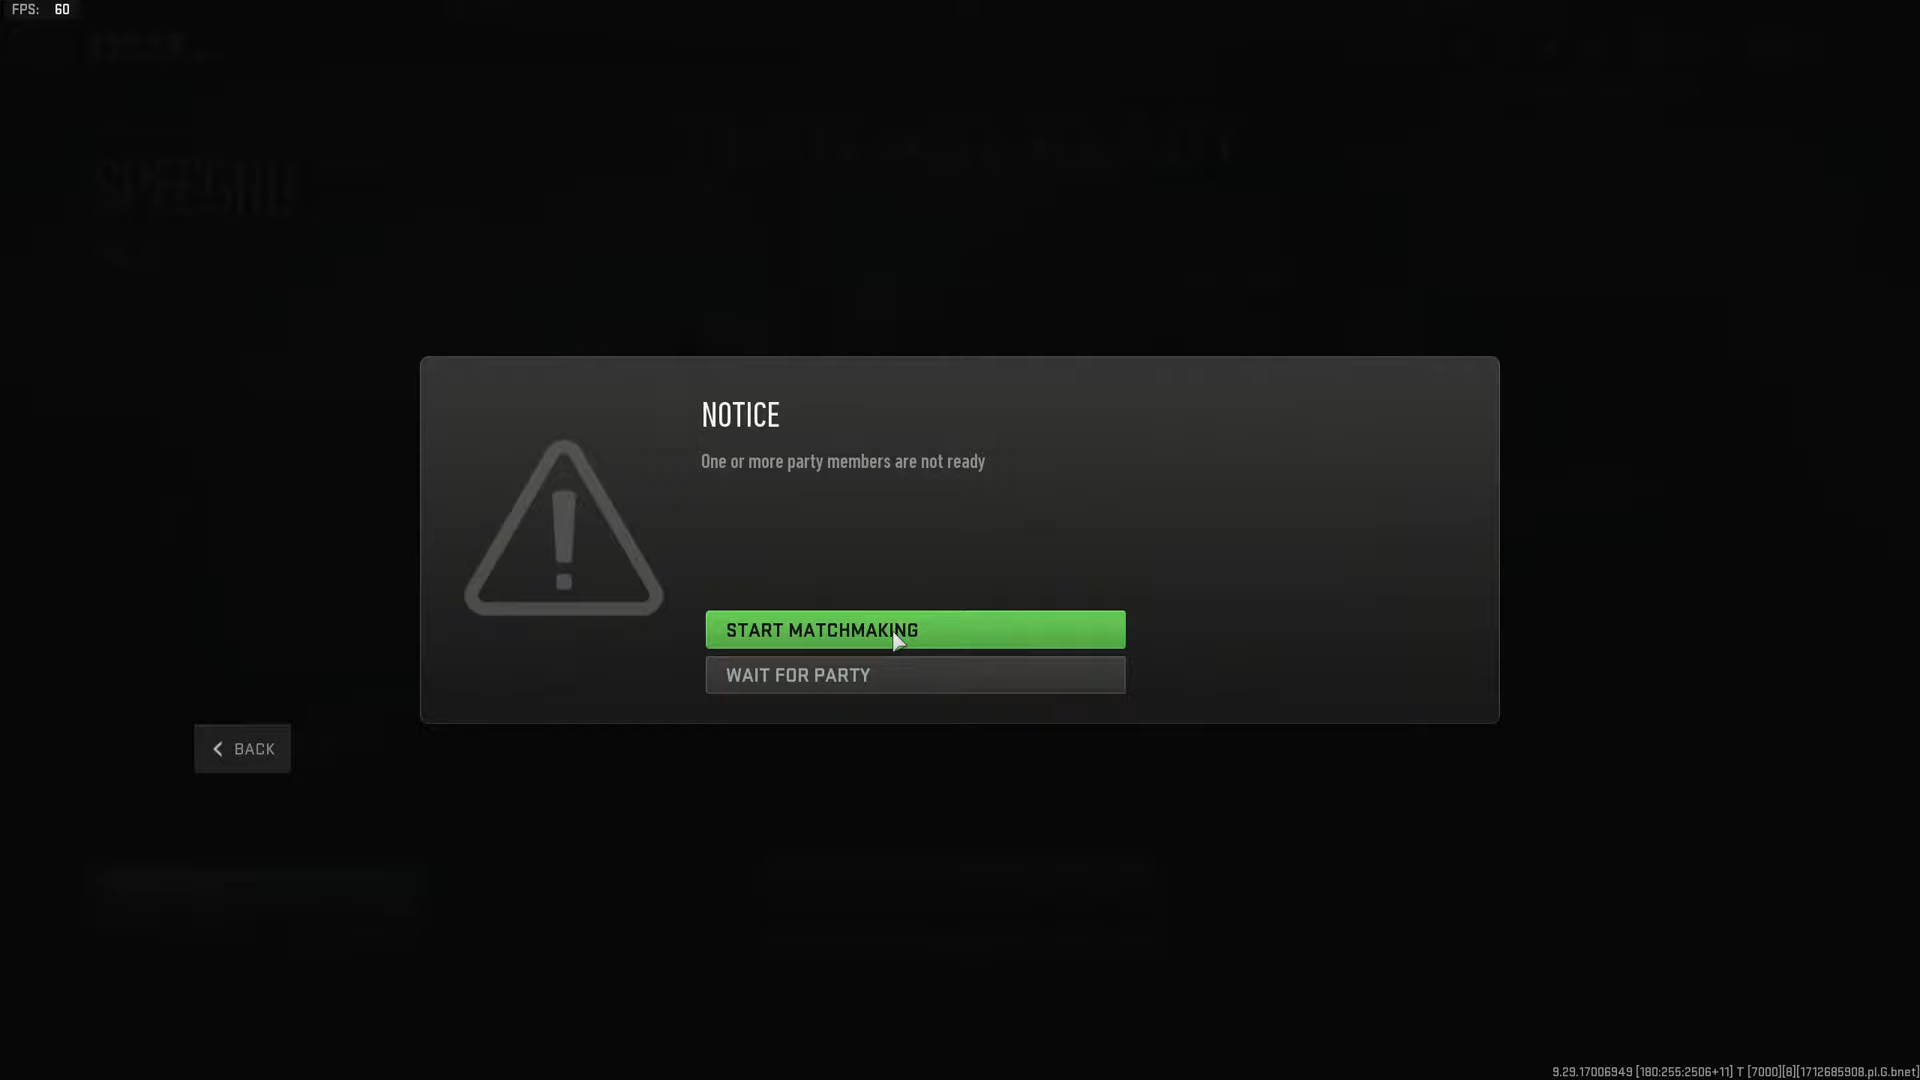 FPS: 60
NOTICE
One or more party members are not ready
START MATCHMAKING
WAIT FOR PARTY
BACK
9.29.17006949 [180:255:2506+11] T [7000][8][1712685908.pl.G.bnet]